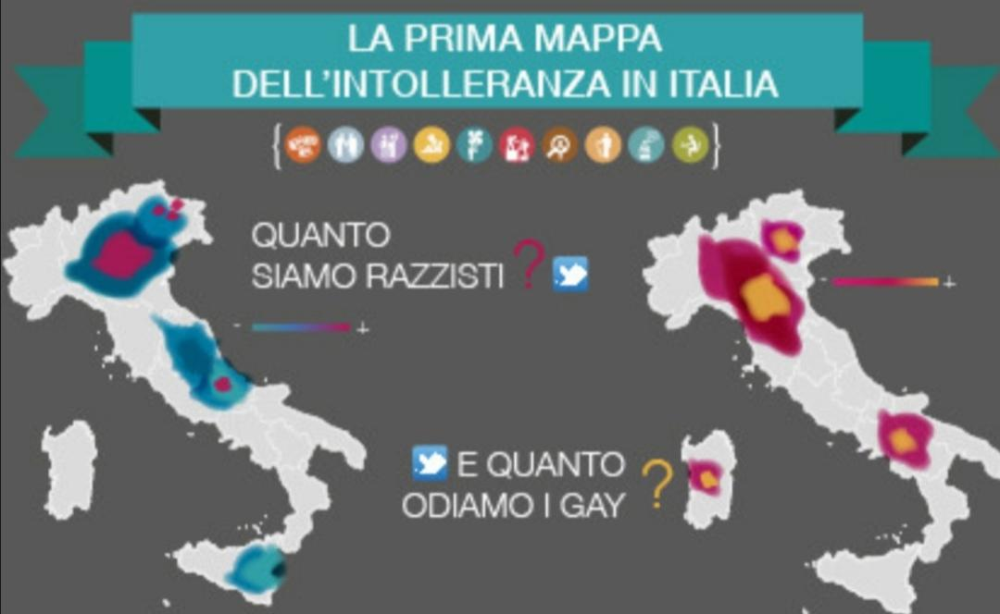 LA PRIMA MAPPA
DELL'INTOLLERANZA IN ITALIA
QUANTO
SIAMO RAZZISTI ?
- +
- +
E QUANTO
ODIAMO I GAY ?